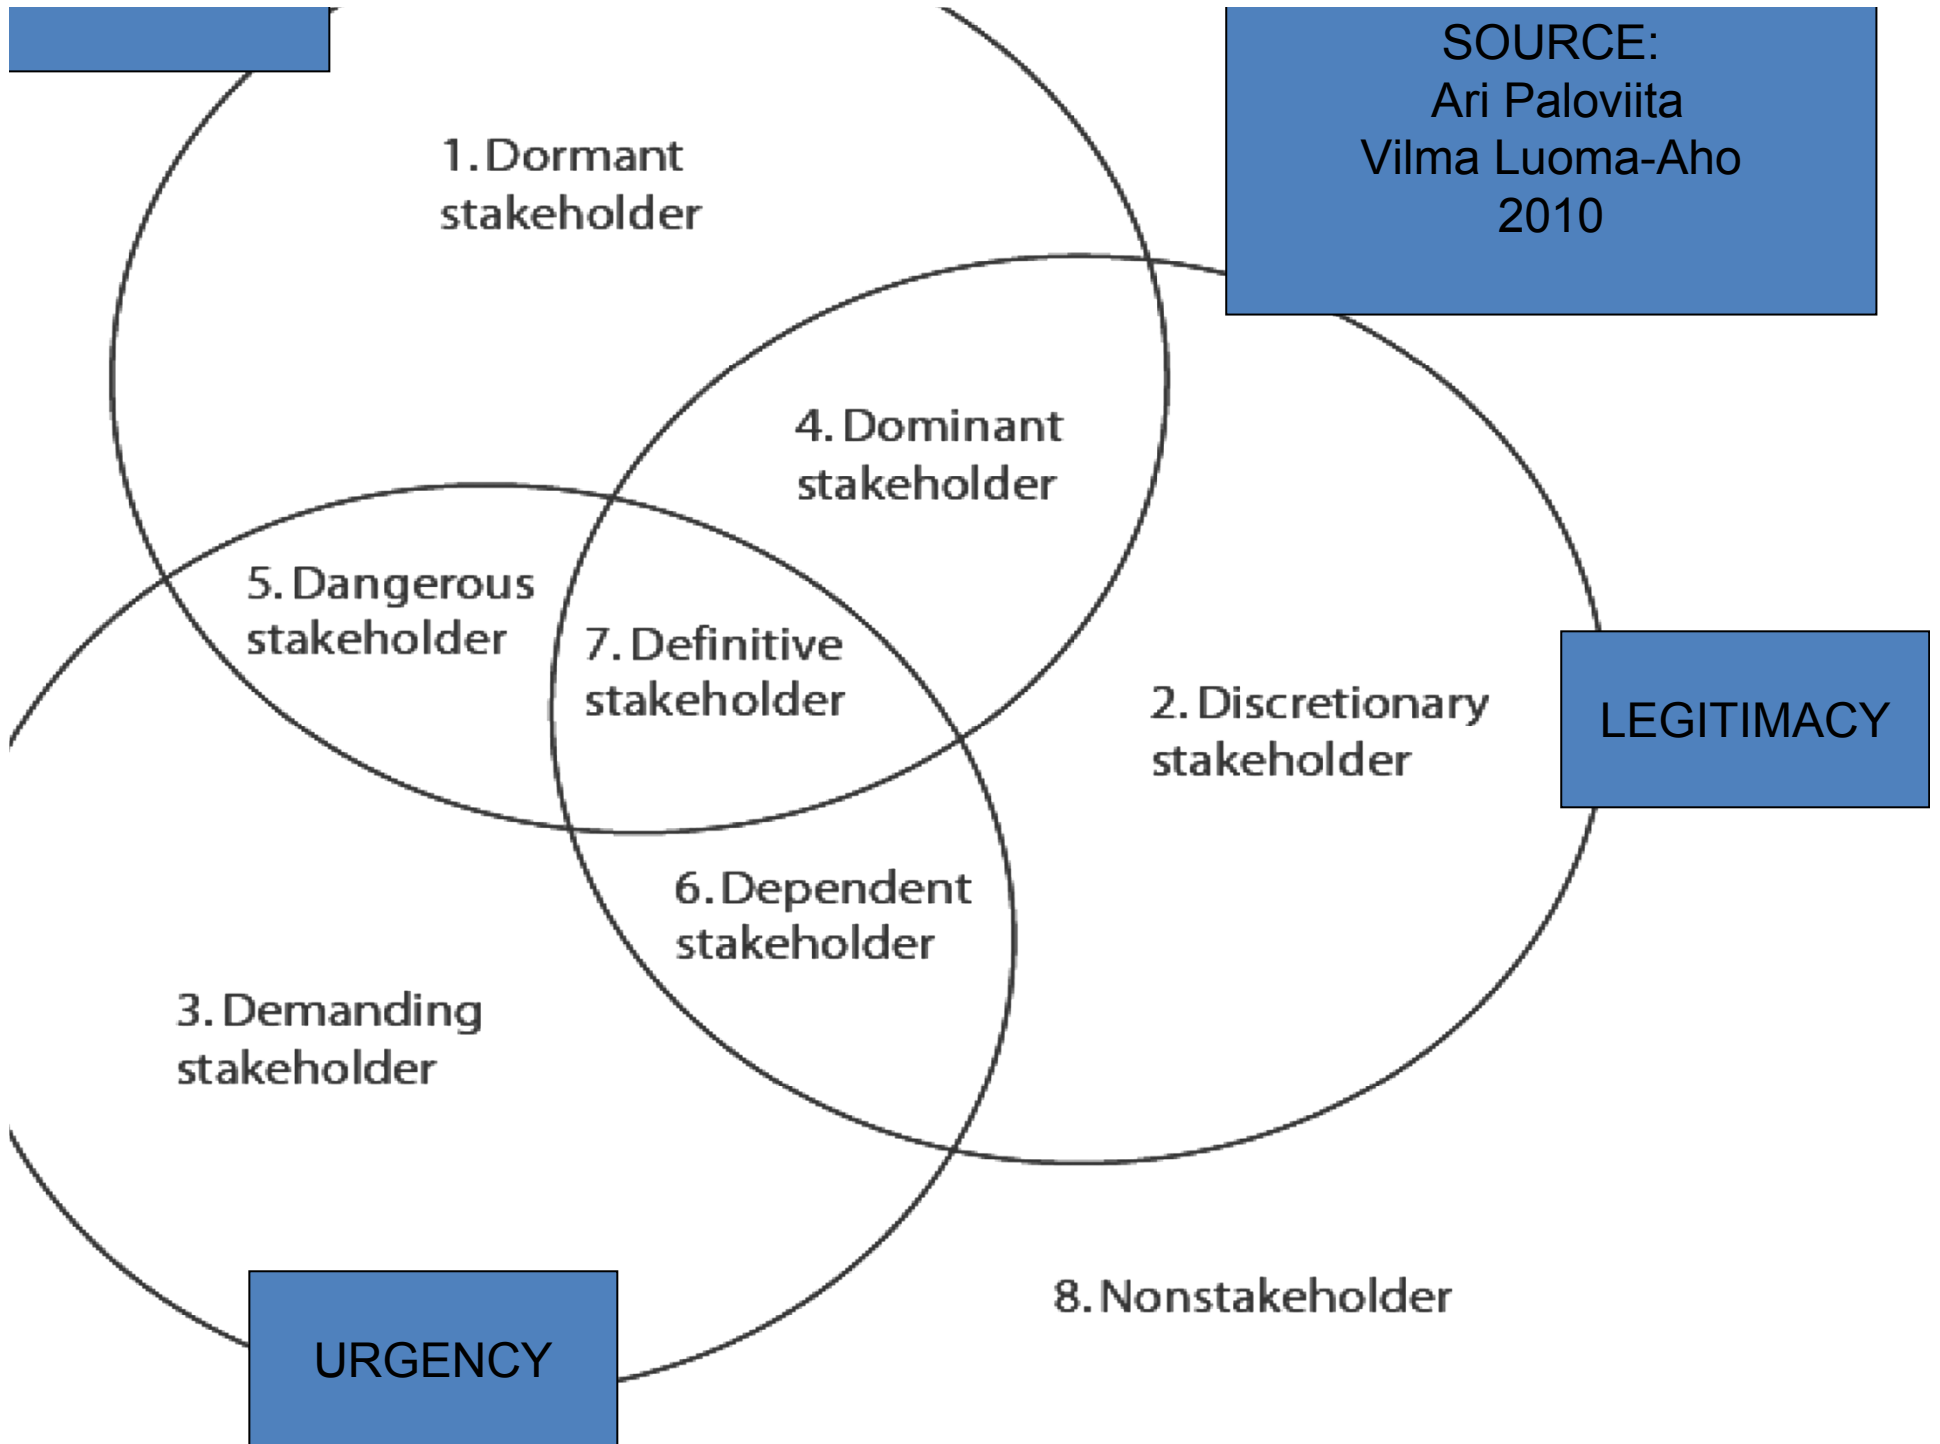 SOURCE:
Ari Paloviita
Vilma Luoma-Aho
2010
1. Dormant
stakeholder
4. Dominant
stakeholder
5. Dangerous
stakeholder
7. Definitive
stakeholder
2. Discretionary
stakeholder
LEGITIMACY
6. Dependent
stakeholder
3. Demanding
stakeholder
8. Nonstakeholder
URGENCY